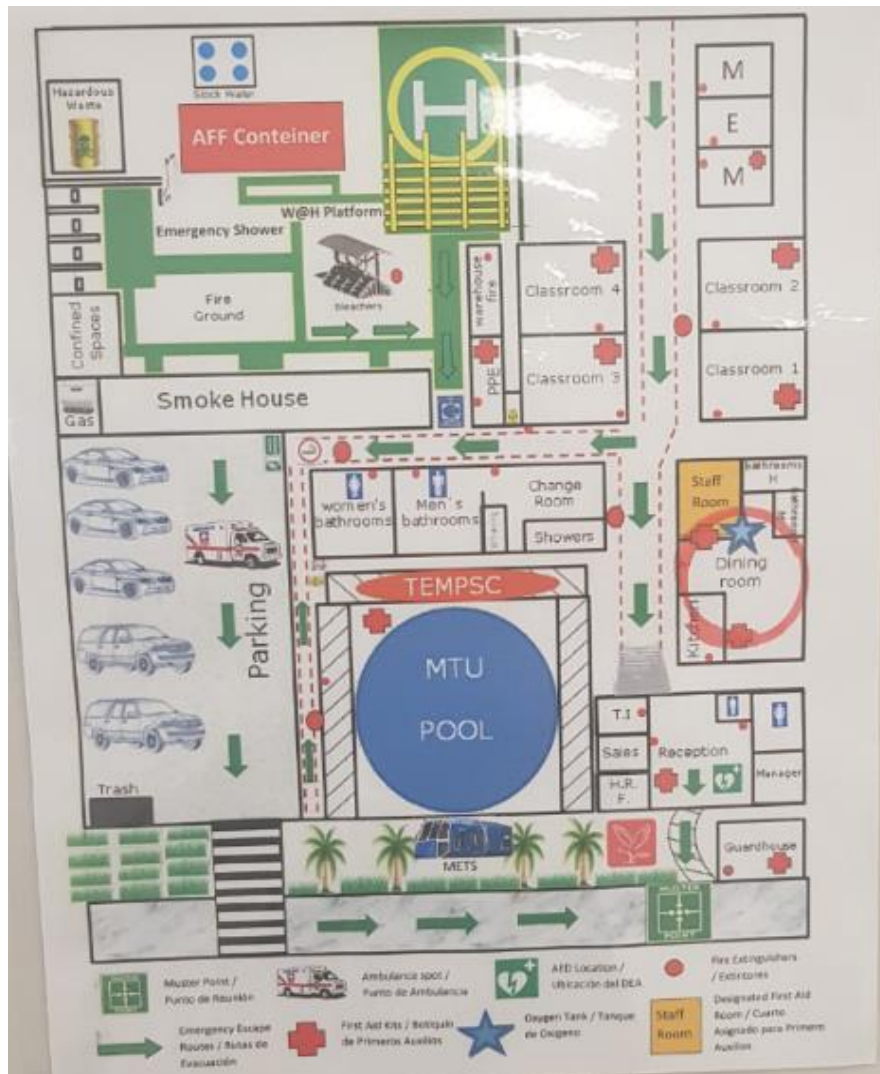 Hazardous
Waste
Stock Water
AFF Conteiner
H
M
E
M
W@H Platform
Emergency Shower
Fire
Ground
bleachers
warehouse
fire
Classroom 4
Classroom 2
Confined
Spaces
PPE
Classroom 3
Classroom 1
Gas
Smoke House
women's
bathrooms
Men´s
bathrooms
Change
Room
Showers
Staff
Room
bathrooms
H
Dining
room
Kitchen
Parking
TEMPSC
MTU
POOL
T.I
Sales
H.R.
F.
Reception
Manager
Trash
METS
Guardhouse
MUSTER
POINT
Muster Point /
Punto de Reunión
Ambulance spot /
Punto de Ambulancia
AED Location /
Ubicación del DEA
Fire Extinguishers
/ Extintores
Emergency Escape
Routes / Rutas de
Evacuación
First Aid Kits / Botiquín
de Primeros Auxilios
Oxygen Tank / Tanque
de Oxigeno
Staff
Room
Designated First Aid
Room / Cuarto
Asignado para Primeros
Auxilios